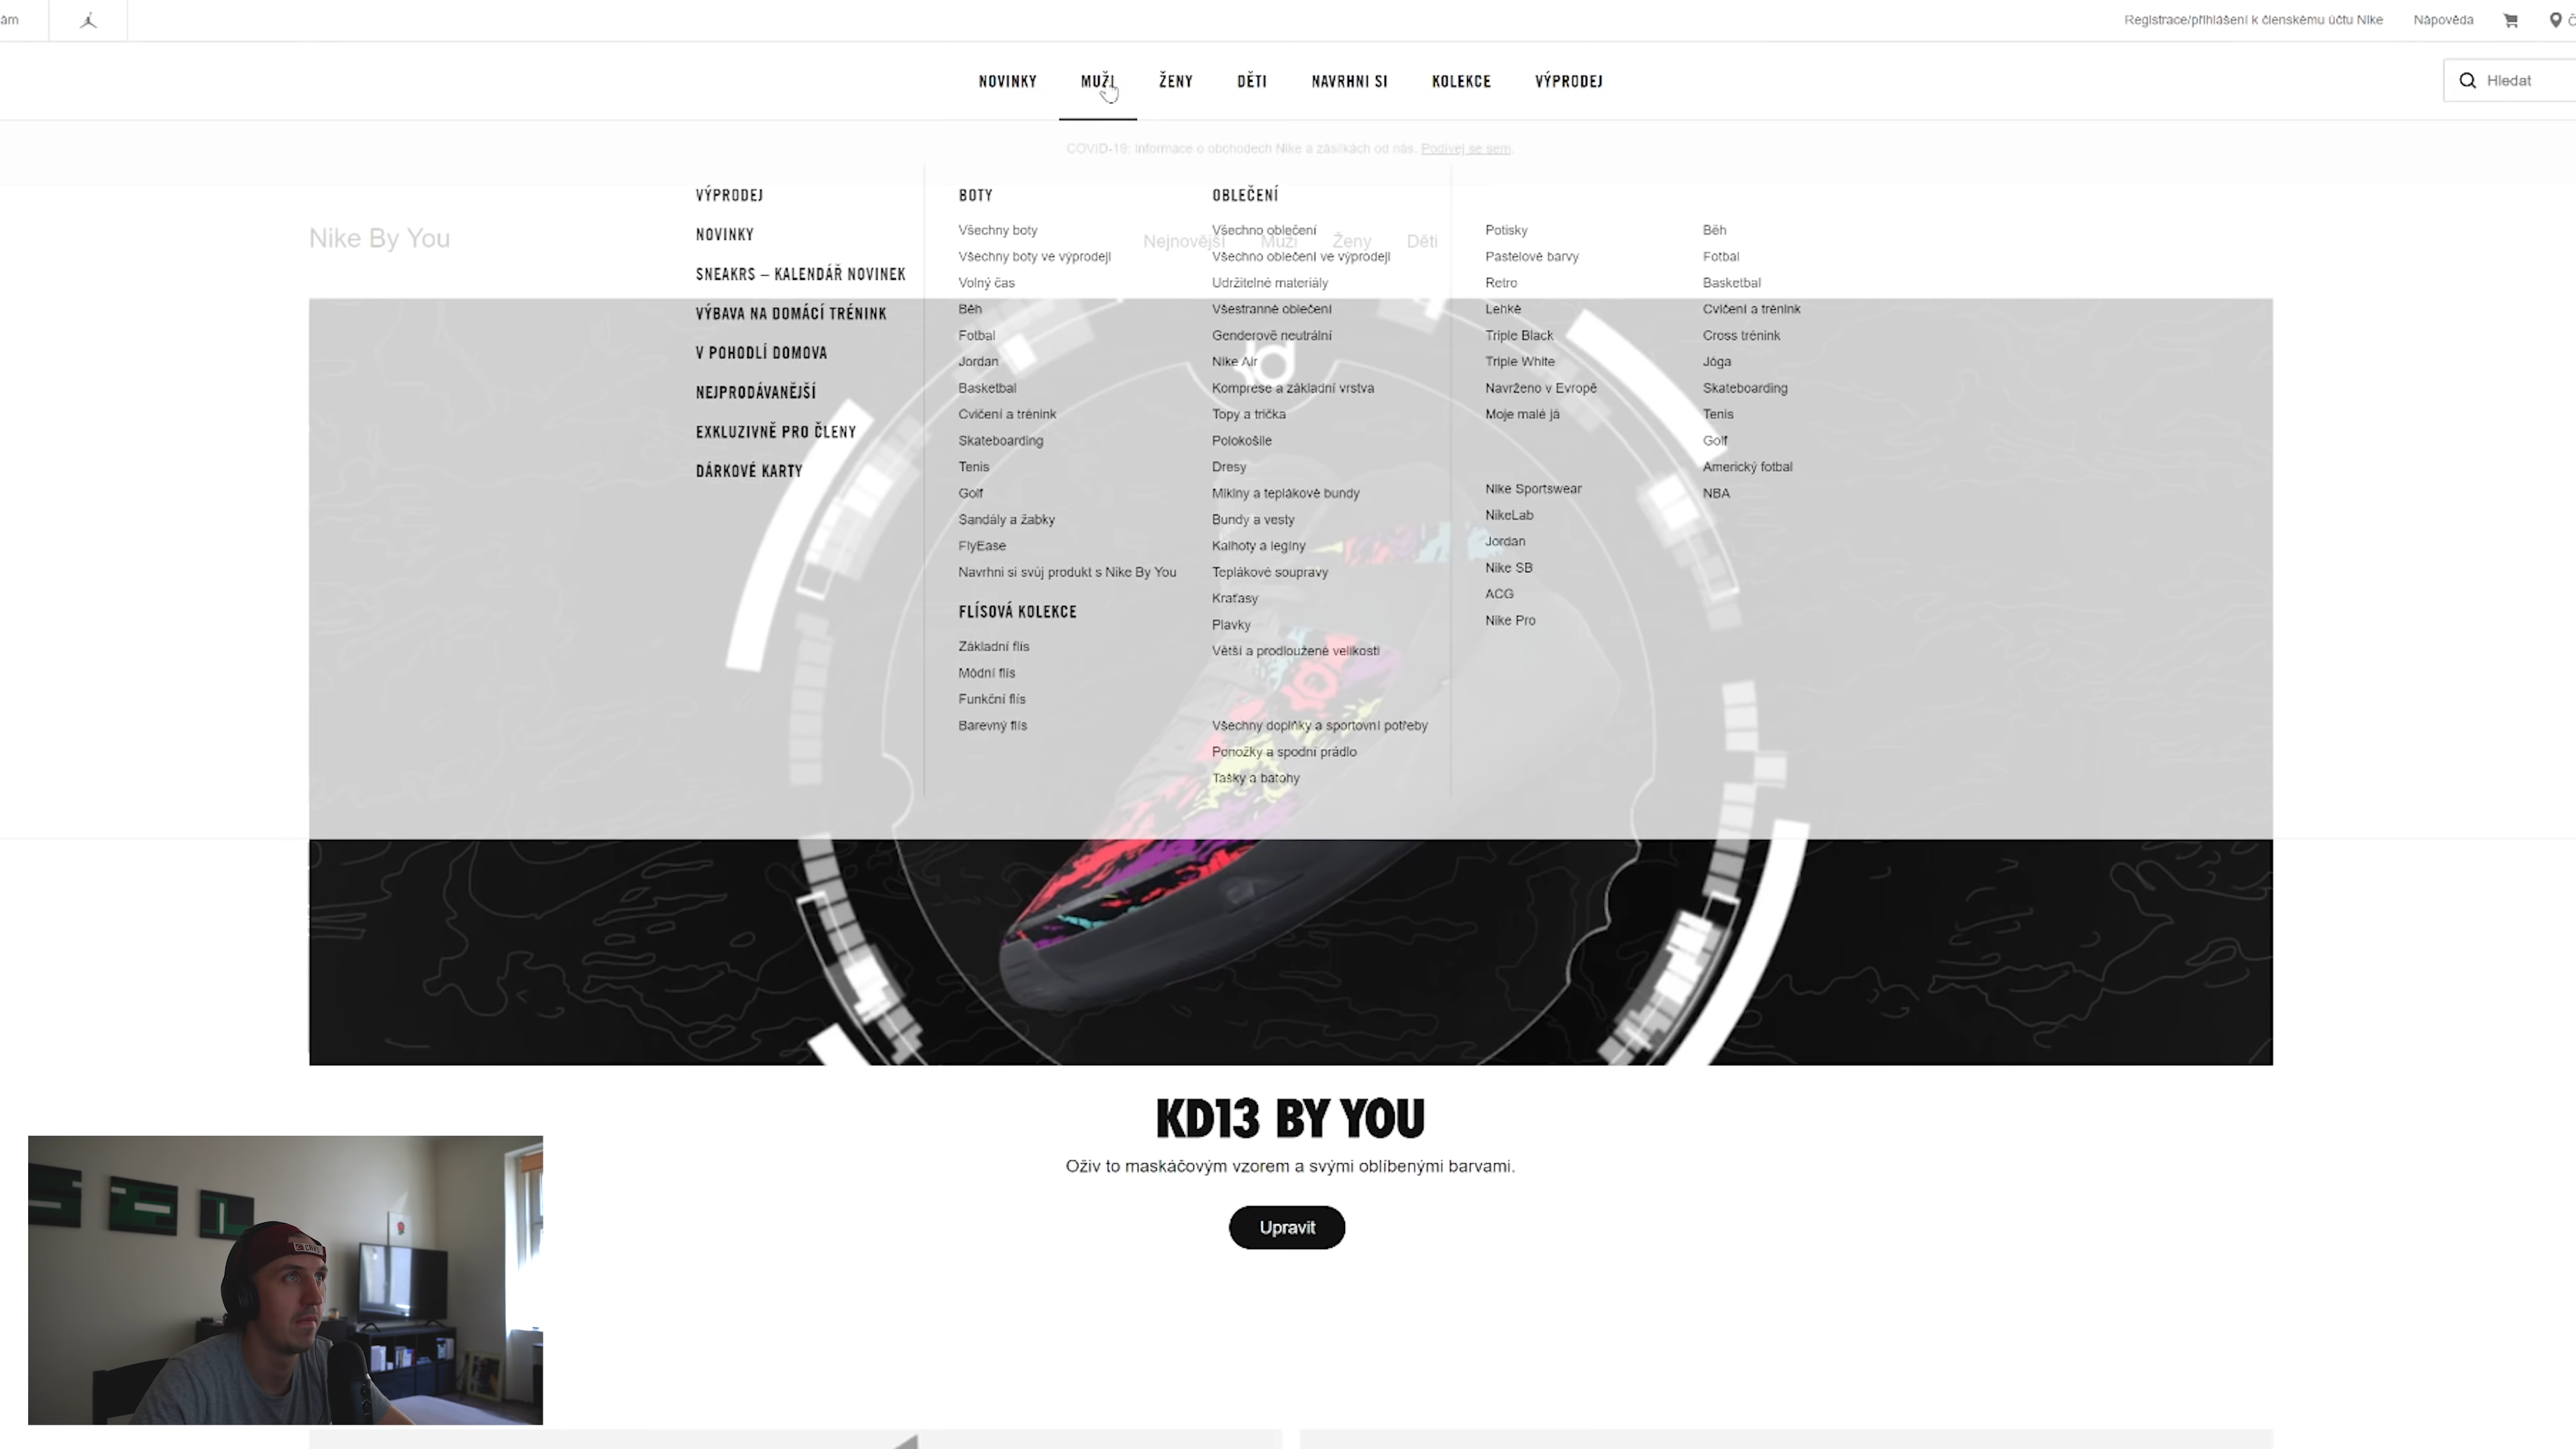 ám
Registrace/přihlášení k členskému účtu Nike
Nápověda
NOVINKY
MUŽI
ŽENY
DĚTI
NAVRHNI SI
KOLEKCE
VÝPRODEJ
Hledat
COVID-19: Informace o obchodech Nike a zásilkách od nás. Podívej se sem.
Nike By You
Nejnovější
Muži
Ženy
Děti
VÝPRODEJ
NOVINKY
SNEAKRS – KALENDÁŘ NOVINEK
VÝBAVA NA DOMÁCÍ TRÉNINK
V POHODLÍ DOMOVA
NEJPRODÁVANĚJŠÍ
EXKLUZIVNĚ PRO ČLENY
DÁRKOVÉ KARTY
BOTY
Všechny boty
Všechny boty ve výprodeji
Volný čas
Běh
Fotbal
Jordan
Basketbal
Cvičení a trénink
Skateboarding
Tenis
Golf
Sandály a žabky
FlyEase
Navrhni si svůj produkt s Nike By You
FLÍSOVÁ KOLEKCE
Základní flís
Módní flís
Funkční flís
Barevný flís
OBLEČENÍ
Všechno oblečení
Všechno oblečení ve výprodeji
Udržitelné materiály
Všestranné oblečení
Genderově neutrální
Nike Air
Komprese a základní vrstva
Topy a trička
Polokošile
Dresy
Mikiny a teplákové bundy
Bundy a vesty
Kalhoty a legíny
Teplákové soupravy
Kraťasy
Plavky
Větší a prodloužené velikosti
Všechny doplňky a sportovní potřeby
Ponožky a spodní prádlo
Tašky a batohy
Potisky
Pastelové barvy
Retro
Lehké
Triple Black
Triple White
Navrženo v Evropě
Moje malé já
Nike Sportswear
NikeLab
Jordan
Nike SB
ACG
Nike Pro
Běh
Fotbal
Basketbal
Cvičení a trénink
Cross trénink
Jóga
Skateboarding
Tenis
Golf
Americký fotbal
NBA
KD13 BY YOU
Oživ to maskáčovým vzorem a svými oblíbenými barvami.
Upravit